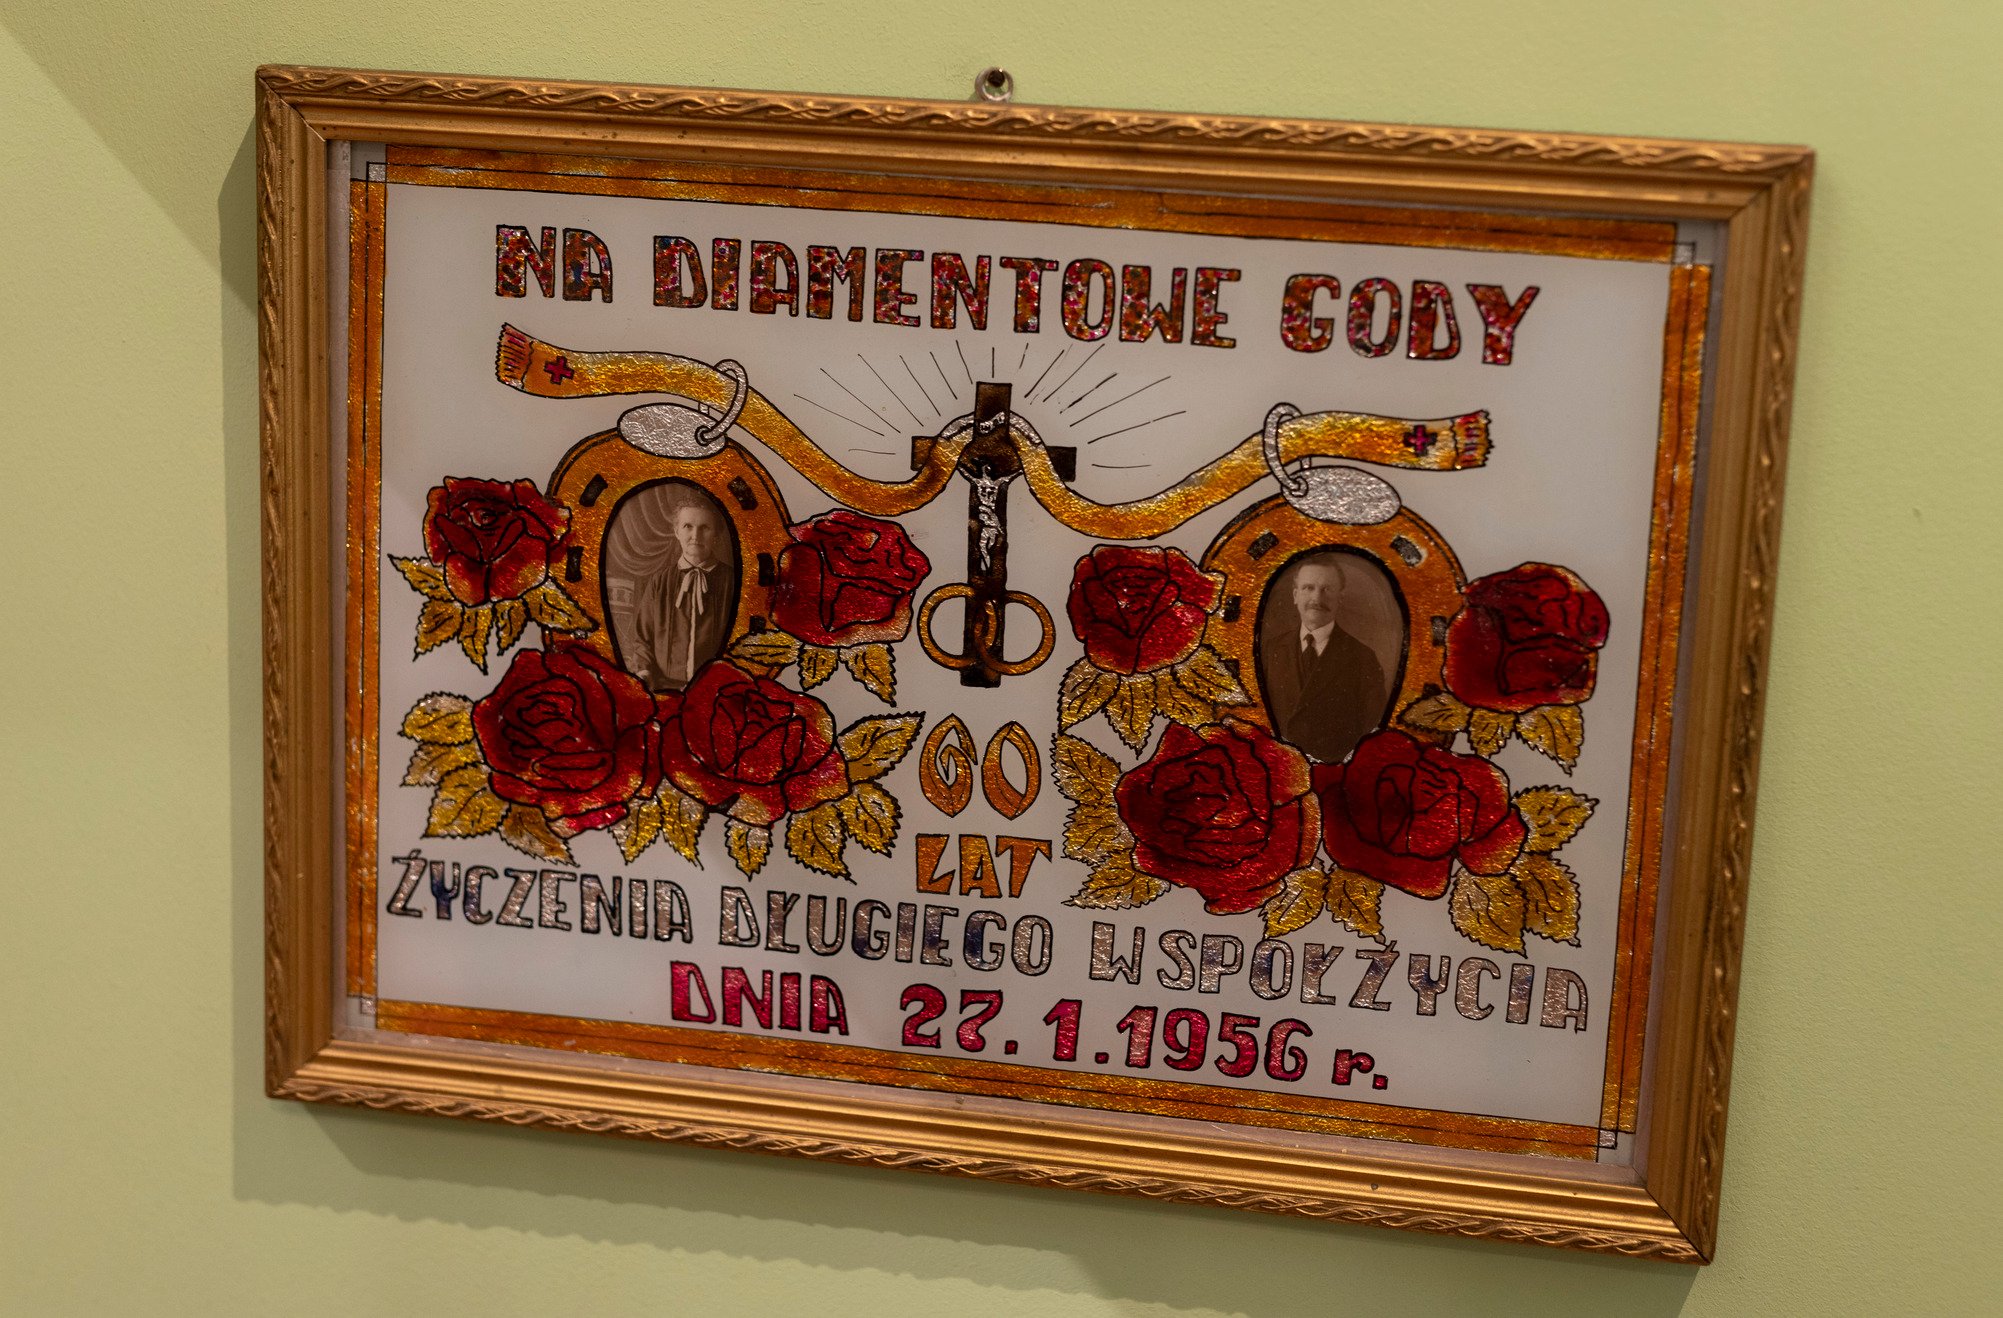 NA DIAMENTOWE GODY
60
LAT
ŻYCZENIA DŁUGIEGO WSPÓŁŻYCIA
DNIA 27.1.1956 r.